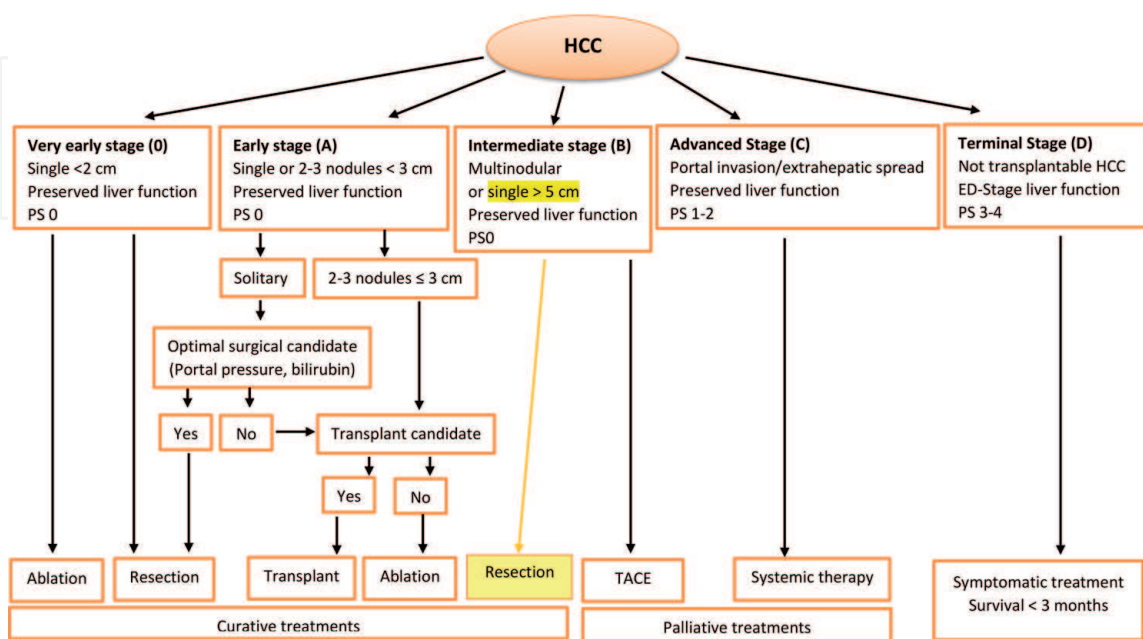 HCC
Very early stage (0)
Single <2 cm
Preserved liver function
PS 0
Early stage (A)
Single or 2-3 nodules < 3 cm
Preserved liver function
PS 0
Intermediate stage (B)
Multinodular
or single > 5 cm
Preserved liver function
PS0
Advanced Stage (C)
Portal invasion/extrahepatic spread
Preserved liver function
PS 1-2
Terminal Stage (D)
Not transplantable HCC
ED-Stage liver function
PS 3-4
Solitary
2-3 nodules ≤ 3 cm
Optimal surgical candidate
(Portal pressure, bilirubin)
Yes
No
Transplant candidate
Yes
No
Ablation
Resection
Transplant
Ablation
Resection
TACE
Systemic therapy
Symptomatic treatment
Survival < 3 months
Curative treatments
Palliative treatments